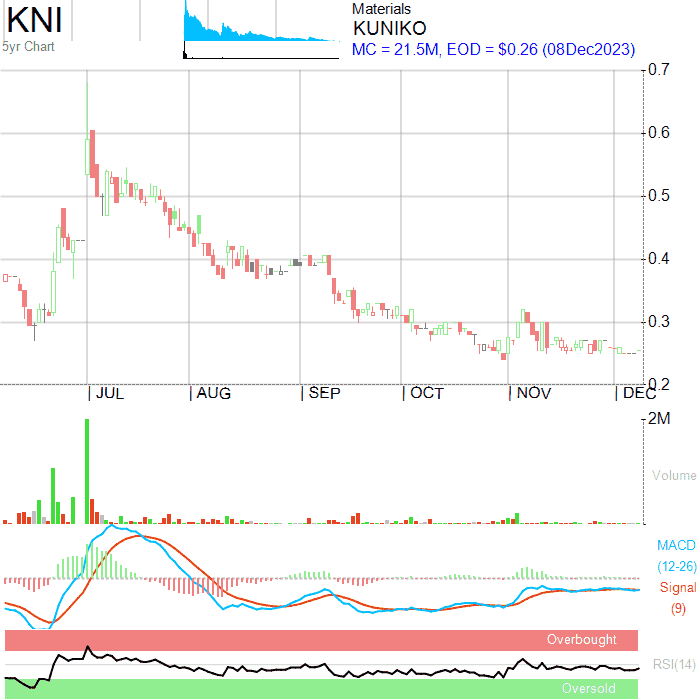 KNI
5yr Chart
Materials
KUNIKO
MC = 21.5M, EOD = $0.26 (08Dec2023)
0.7
0.6
0.5
0.4
0.3
0.2
| JUL | AUG | SEP | OCT | NOV | DEC
2M
Volume
MACD
(12-26)
Signal
(9)
Overbought
RSI(14)
Oversold